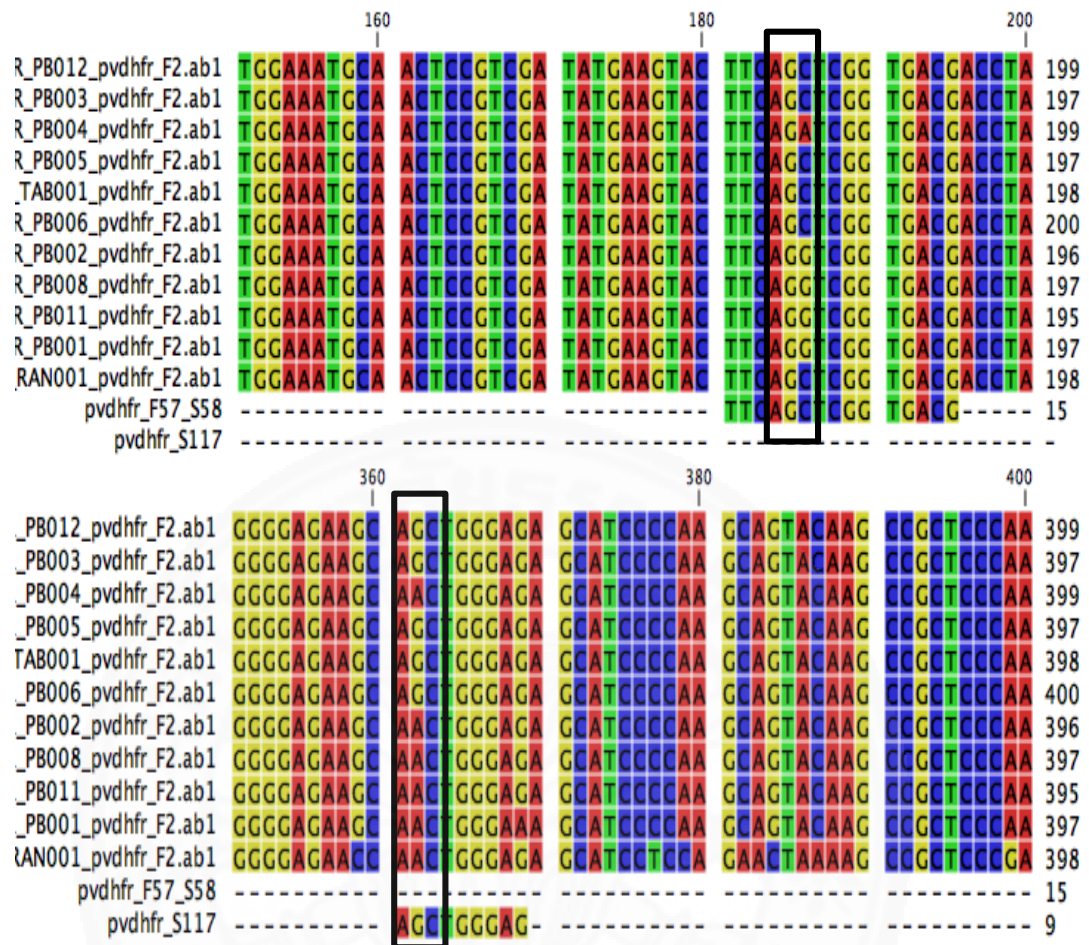 160 180 200
R_PB012_pvdhfr_F2.ab1 TGGAAATGCA ACTCCGTCGA TATGAAGTAC TTCAGCTCGG TGACGACCTA 199
R_PB003_pvdhfr_F2.ab1 TGGAAATGCA ACTCCGTCGA TATGAAGTAC TTCAGCTCGG TGACGACCTA 197
R_PB004_pvdhfr_F2.ab1 TGGAAATGCA ACTCCGTCGA TATGAAGTAC TTCAGATCGG TGACGACCTA 199
R_PB005_pvdhfr_F2.ab1 TGGAAATGCA ACTCCGTCGA TATGAAGTAC TTCAGCTCGG TGACGACCTA 197
_TAB001_pvdhfr_F2.ab1 TGGAAATGCA ACTCCGTCGA TATGAAGTAC TTCAGCTCGG TGACGACCTA 198
R_PB006_pvdhfr_F2.ab1 TGGAAATGCA ACTCCGTCGA TATGAAGTAC TTCAGCTCGG TGACGACCTA 200
R_PB002_pvdhfr_F2.ab1 TGGAAATGCA ACTCCGTCGA TATGAAGTAC TTCAGGTCGG TGACGACCTA 196
R_PB008_pvdhfr_F2.ab1 TGGAAATGCA ACTCCGTCGA TATGAAGTAC TTCAGGTCGG TGACGACCTA 197
R_PB011_pvdhfr_F2.ab1 TGGAAATGCA ACTCCGTCGA TATGAAGTAC TTCAGGTCGG TGACGACCTA 195
R_PB001_pvdhfr_F2.ab1 TGGAAATGCA ACTCCGTCGA TATGAAGTAC TTCAGGTCGG TGACGACCTA 197
_RAN001_pvdhfr_F2.ab1 TGGAAATGCA ACTCCGTCGA TATGAAGTAC TTCAGCTCGG TGACGACCTA 198
pvdhfr_F57_S58 ---------- ---------- ---------- TTCAGCTCGG TGACG----- 15
pvdhfr_S117 ---------- ---------- ---------- ---------- ---------- -
360 380 400
._PB012_pvdhfr_F2.ab1 GGGGAGAAGC AGCTGGGAGA GCATCCCCAA GCAGTACAAG CCGCTCCCAA 399
._PB003_pvdhfr_F2.ab1 GGGGAGAAGC AGCTGGGAGA GCATCCCCAA GCAGTACAAG CCGCTCCCAA 397
._PB004_pvdhfr_F2.ab1 GGGGAGAAGC AACTGGGAGA GCATCCCCAA GCAGTACAAG CCGCTCCCAA 399
._PB005_pvdhfr_F2.ab1 GGGGAGAAGC AGCTGGGAGA GCATCCCCAA GCAGTACAAG CCGCTCCCAA 397
TAB001_pvdhfr_F2.ab1 GGGGAGAAGC AGCTGGGAGA GCATCCCCAA GCAGTACAAG CCGCTCCCAA 398
._PB006_pvdhfr_F2.ab1 GGGGAGAAGC AGCTGGGAGA GCATCCCCAA GCAGTACAAG CCGCTCCCAA 400
._PB002_pvdhfr_F2.ab1 GGGGAGAAGC AACTGGGAGA GCATCCCCAA GCAGTACAAG CCGCTCCCAA 396
._PB008_pvdhfr_F2.ab1 GGGGAGAAGC AACTGGGAGA GCATCCCCAA GCAGTACAAG CCGCTCCCAA 397
._PB011_pvdhfr_F2.ab1 GGGGAGAAGC AACTGGGAGA GCATCCCCAA GCAGTACAAG CCGCTCCCAA 395
._PB001_pvdhfr_F2.ab1 GGGGAGAAGC AACTGGGAAA GCATCCCCAA GCAGTACAAG CCGCTCCCAA 397
RAN001_pvdhfr_F2.ab1 GGGGAGAACC AACTGGGAGA GCATCCTCCA GAACTAAAAG CCGCTCCCGA 398
pvdhfr_F57_S58 ---------- ---------- ---------- ---------- ---------- 15
pvdhfr_S117 ---------- AGCTGGGAG- ---------- ---------- ---------- 9